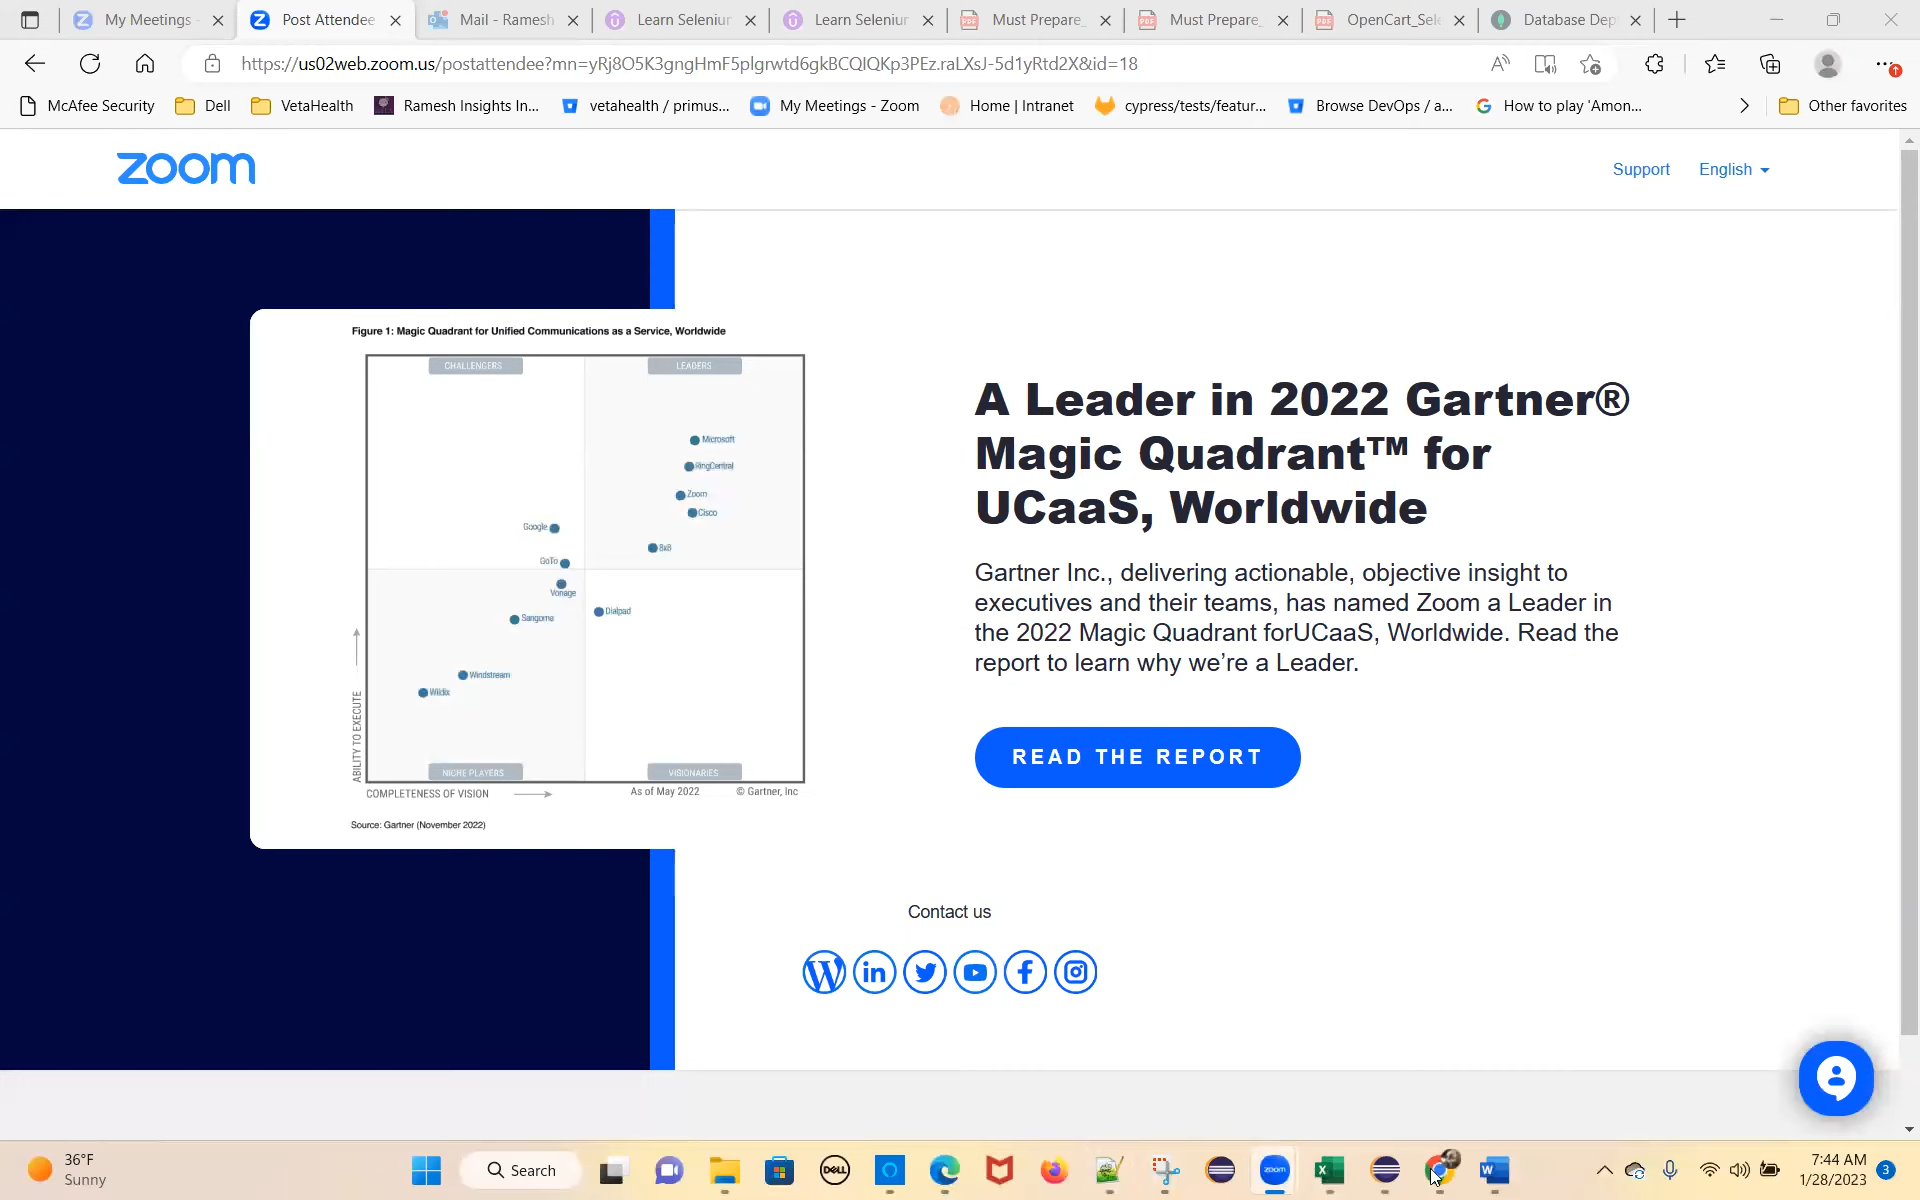 My Meetings -
Post Attendee
Mail - Ramesh
Learn Seleniur
Learn Seleniur
Must Prepare_
Must Prepare_
OpenCart_Sele
Database Dep
https://us02web.zoom.us/postattendee?mn=yRj8O5K3gngHmF5plgrwtd6gkBCQIQKp3PEz.raLXsJ-5d1yRtd2X&id=18
McAfee Security
Dell
VetaHealth
Ramesh Insights In...
vetahealth / primus...
My Meetings - Zoom
Home | Intranet
cypress/tests/featur...
Browse DevOps / a...
How to play 'Amon...
Other favorites
zoom
Support
English
Figure 1: Magic Quadrant for Unified Communications as a Service, Worldwide
CHALLENGERS
LEADERS
Microsoft
RingCentral
Zoom
Cisco
Google
8x8
GoTo
Vonage
Dialpad
Sangoma
Windstream
Wildix
ABILITY TO EXECUTE
NICHE PLAYERS
VISIONARIES
COMPLETENESS OF VISION
As of May 2022
© Gartner, Inc
Source: Gartner (November 2022)
A Leader in 2022 Gartner®
Magic Quadrant™ for
UCaaS, Worldwide
Gartner Inc., delivering actionable, objective insight to
executives and their teams, has named Zoom a Leader in
the 2022 Magic Quadrant forUCaaS, Worldwide. Read the
report to learn why we're a Leader.
READ THE REPORT
Contact us
36°F
Sunny
Search
DELL
zoom
7:44 AM
1/28/2023
3